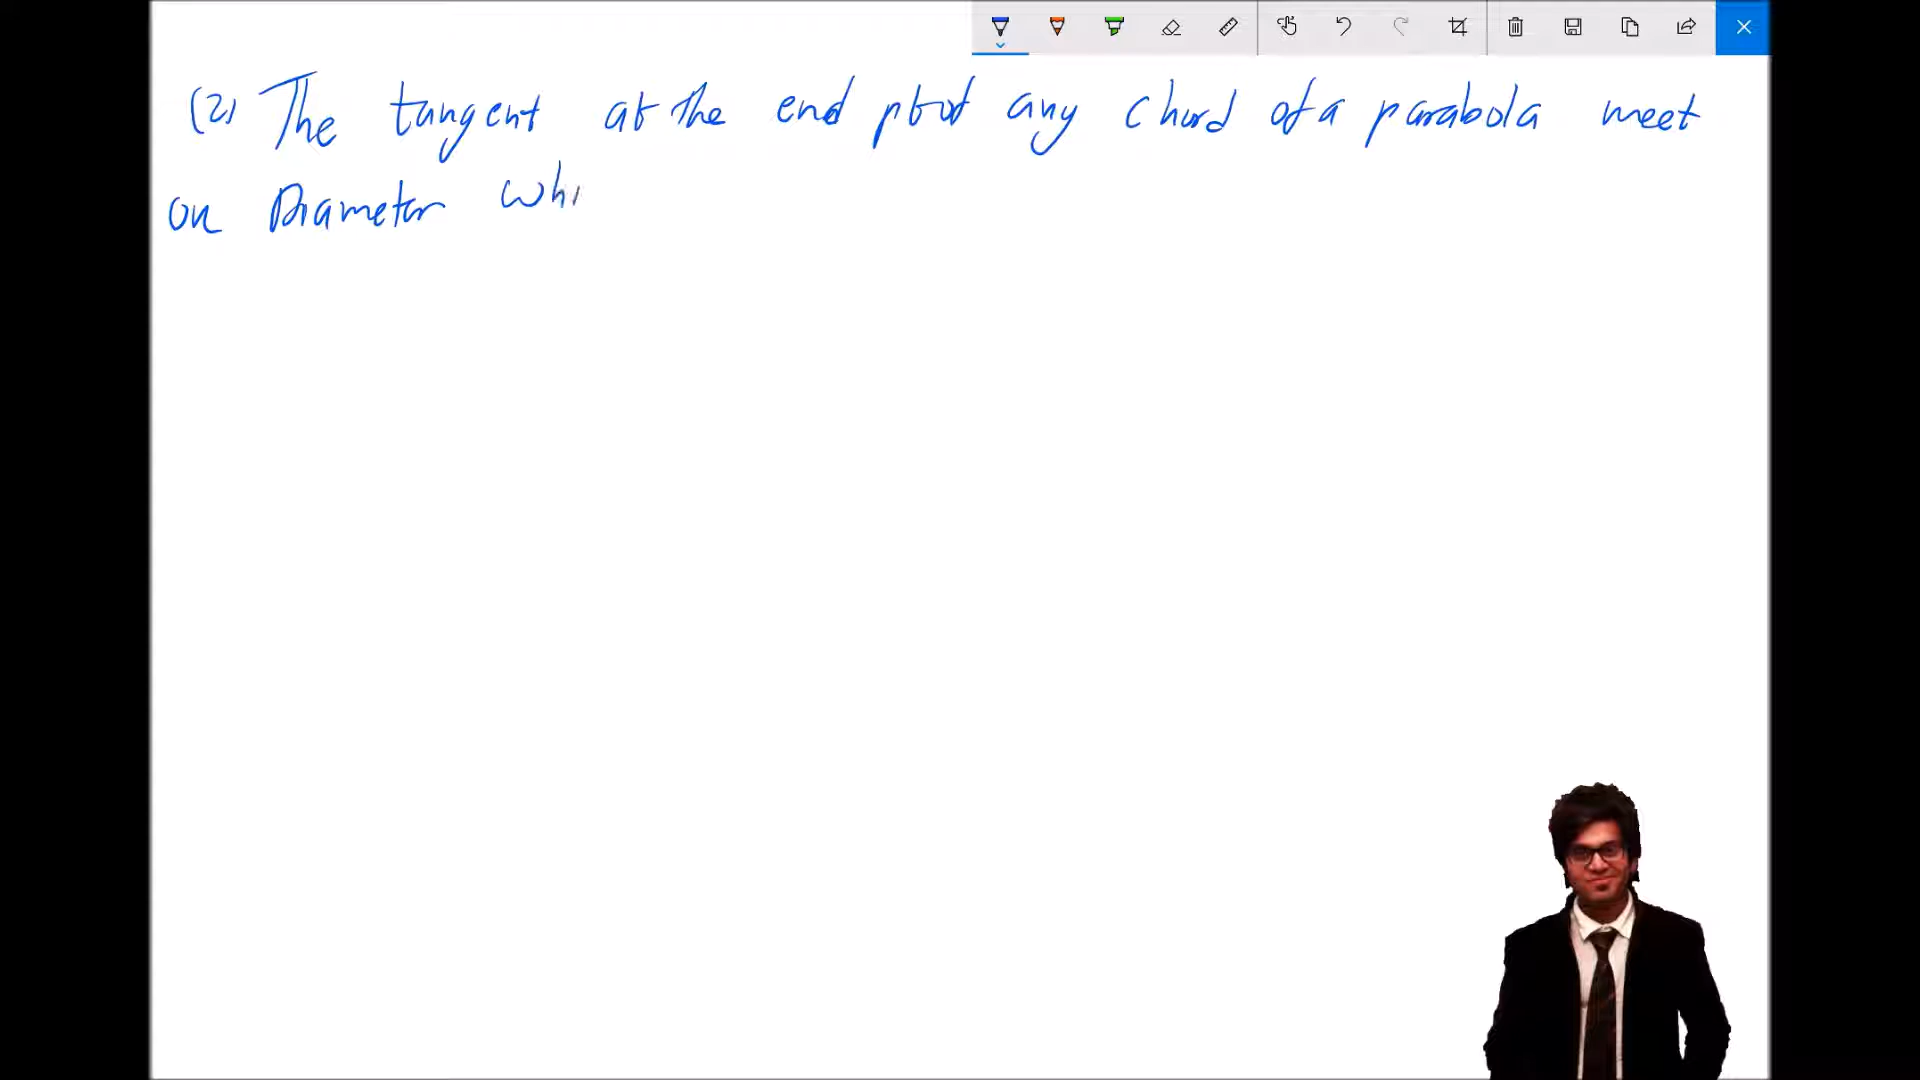 (2) The tangent at the end pt of any chord of a parabola meet
on Diameter whi